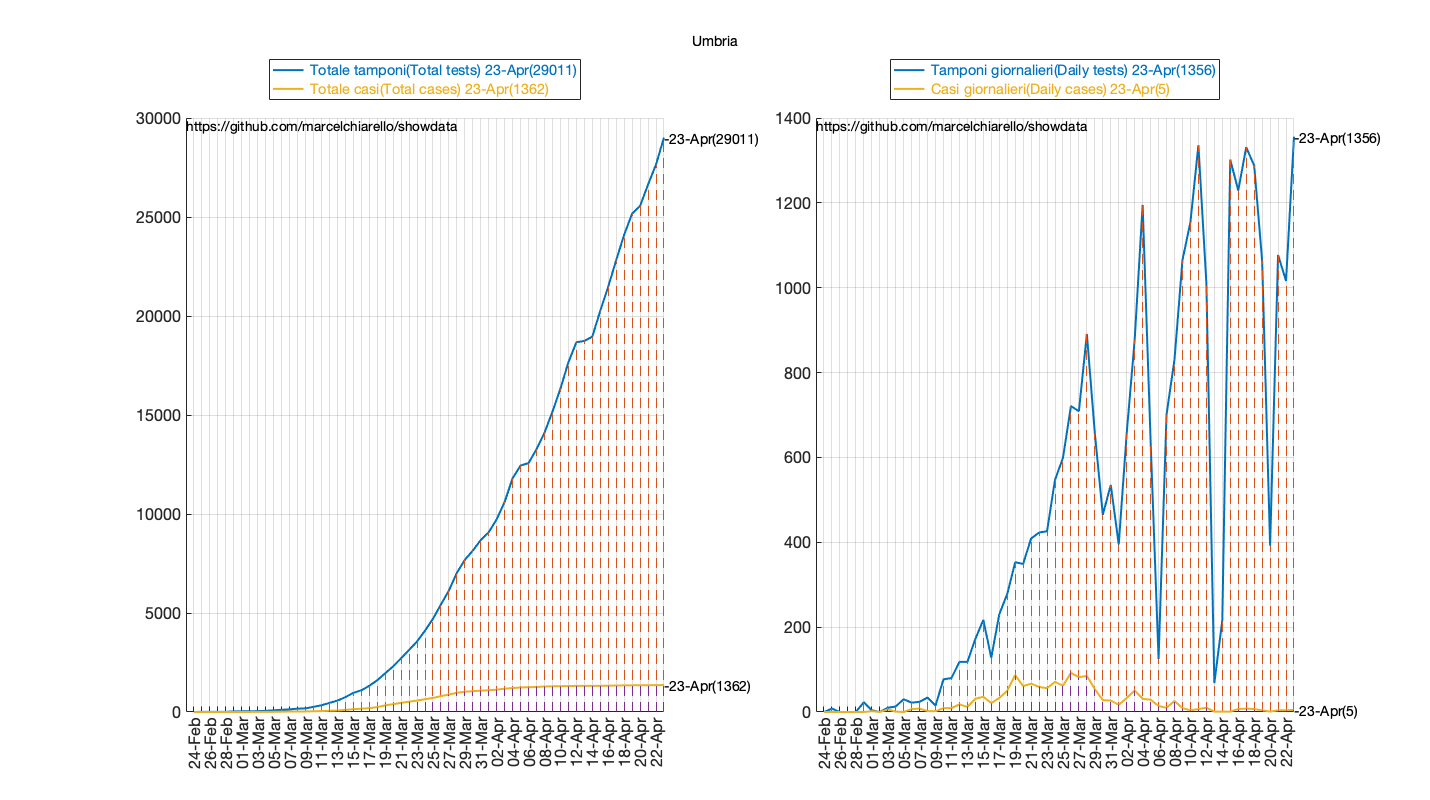 Umbria
Totale tamponi(Total tests) 23-Apr(29011)
Totale casi(Total cases) 23-Apr(1362)
https://github.com/marcelchiarello/showdata
30000
25000
20000
15000
10000
5000
0
23-Apr(29011)
23-Apr(1362)
24-Feb
26-Feb
28-Feb
01-Mar
03-Mar
05-Mar
07-Mar
09-Mar
11-Mar
13-Mar
15-Mar
17-Mar
19-Mar
21-Mar
23-Mar
25-Mar
27-Mar
29-Mar
31-Mar
02-Apr
04-Apr
06-Apr
08-Apr
10-Apr
12-Apr
14-Apr
16-Apr
18-Apr
20-Apr
22-Apr
Tamponi giornalieri(Daily tests) 23-Apr(1356)
Casi giornalieri(Daily cases) 23-Apr(5)
https://github.com/marcelchiarello/showdata
1400
1200
1000
800
600
400
200
0
23-Apr(1356)
23-Apr(5)
24-Feb
26-Feb
28-Feb
01-Mar
03-Mar
05-Mar
07-Mar
09-Mar
11-Mar
13-Mar
15-Mar
17-Mar
19-Mar
21-Mar
23-Mar
25-Mar
27-Mar
29-Mar
31-Mar
02-Apr
04-Apr
06-Apr
08-Apr
10-Apr
12-Apr
14-Apr
16-Apr
18-Apr
20-Apr
22-Apr